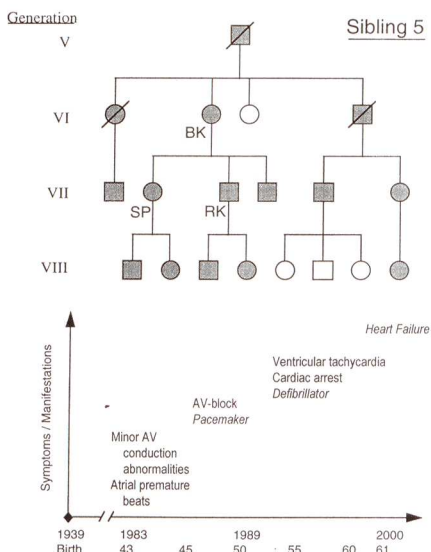 Generation
Sibling 5
V
VI
BK
VII
SP
RK
VIII
Symptoms / Manifestations
Heart Failure
Ventricular tachycardia
Cardiac arrest
Defibrillator
AV-block
Pacemaker
Minor AV
conduction
abnormalities
Atrial premature
beats
1939 1983 1989 2000
Birth 43 45 50 55 60 61